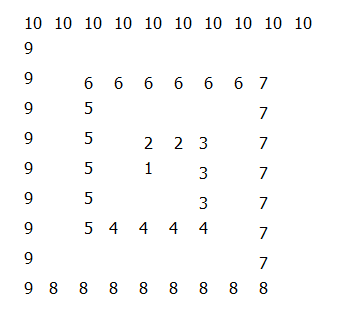 10 10 10 10 10 10 10 10 10 10
9
9 6 6 6 6 6 6 7
9 5 7
9 5 2 2 3 7
9 5 1 3 7
9 5 3 7
9 5 4 4 4 4 7
9 7
9 8 8 8 8 8 8 8 8